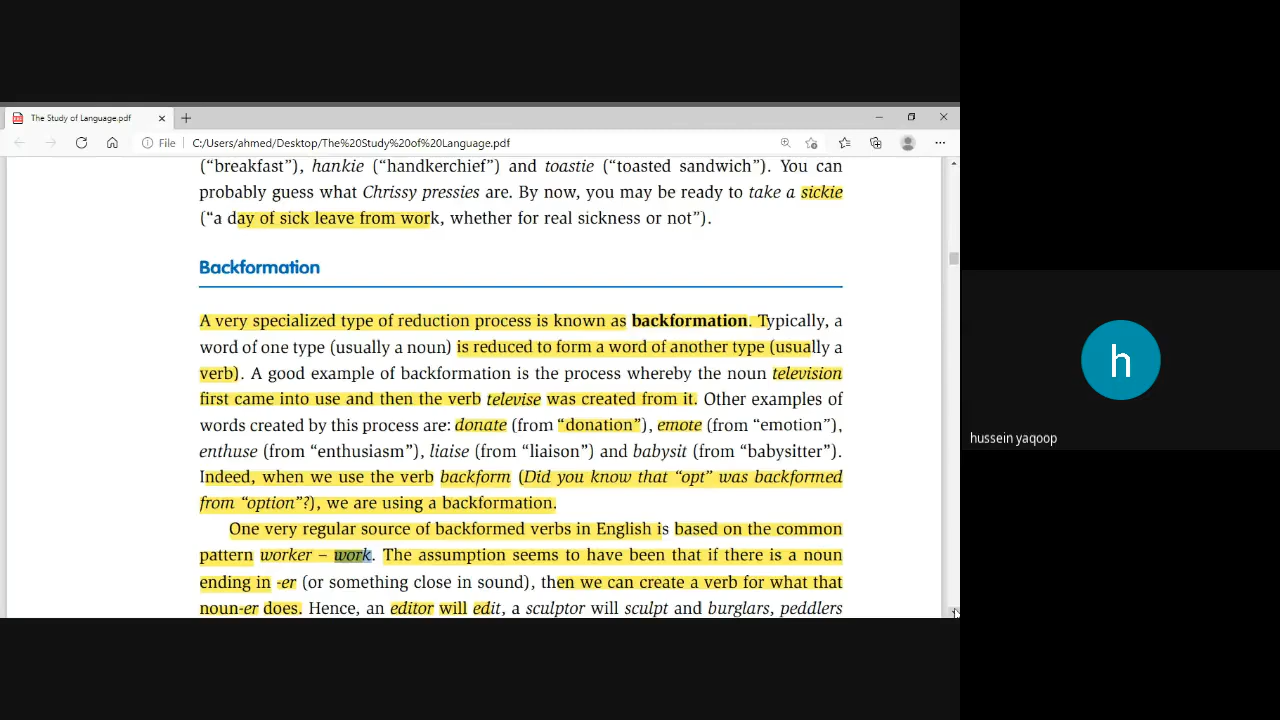 The Study of Language.pdf
File
C:/Users/ahmed/Desktop/The%20Study%20of%20Language.pdf
(“breakfast”), hankie (“handkerchief”) and toastie (“toasted sandwich”). You can
probably guess what Chrissy pressies are. By now, you may be ready to take a sickie
(“a day of sick leave from work, whether for real sickness or not”).
Backformation
A very specialized type of reduction process is known as backformation. Typically, a
word of one type (usually a noun) is reduced to form a word of another type (usually a
verb). A good example of backformation is the process whereby the noun television
first came into use and then the verb televise was created from it. Other examples of
words created by this process are: donate (from “donation”), emote (from “emotion”),
enthuse (from “enthusiasm”), liaise (from “liaison”) and babysit (from “babysitter”).
Indeed, when we use the verb backform (Did you know that “opt” was backformed
from “option”?), we are using a backformation.
One very regular source of backformed verbs in English is based on the common
pattern worker – work. The assumption seems to have been that if there is a noun
ending in -er (or something close in sound), then we can create a verb for what that
noun-er does. Hence, an editor will edit, a sculptor will sculpt and burglars, peddlers
h
hussein yaqoop